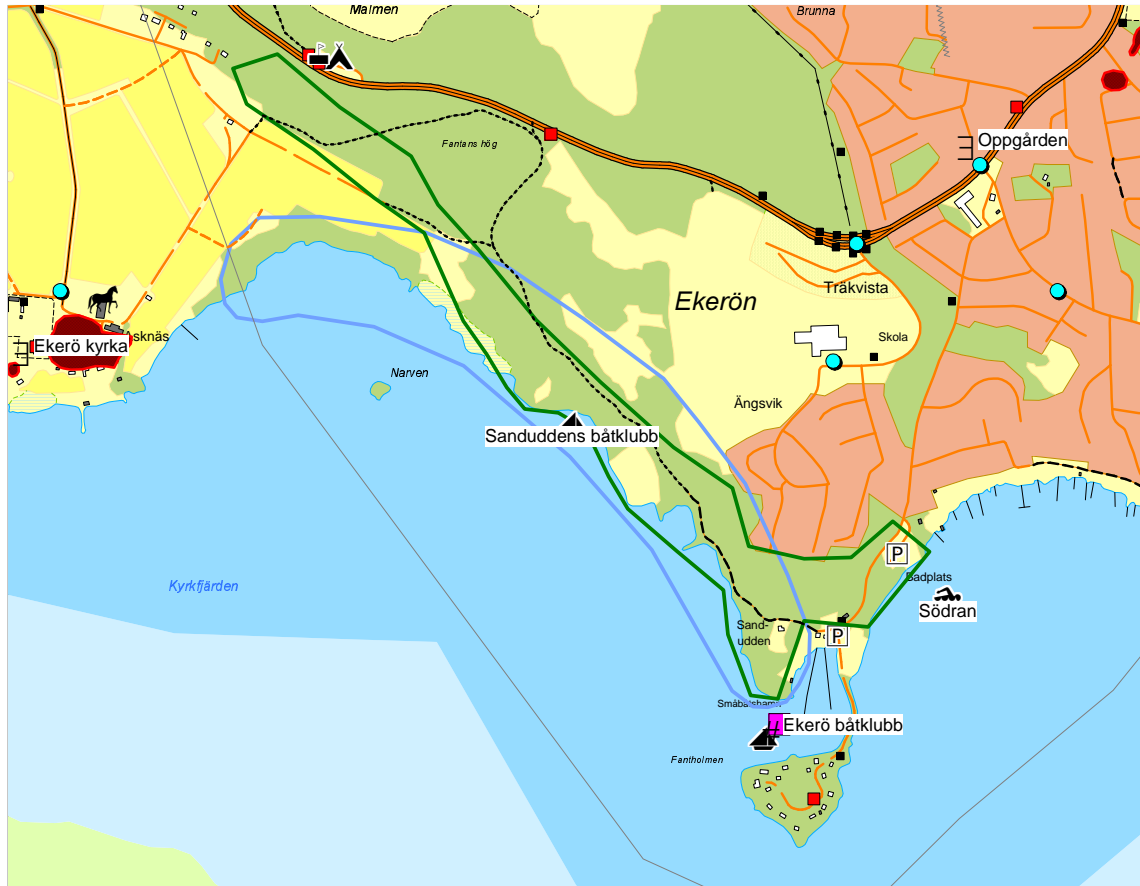 Malmen
Brunna
Oppgården
Fantans hög
Ekerön
Träkvista
Skola
Ekerö kyrka
sknäs
Narven
Ängsvik
Sanduddens båtklubb
P
Kyrkfjärden
Badplats
Södran
Sand-
udden
P
Småbåtshamn
Ekerö båtklubb
Fantholmen